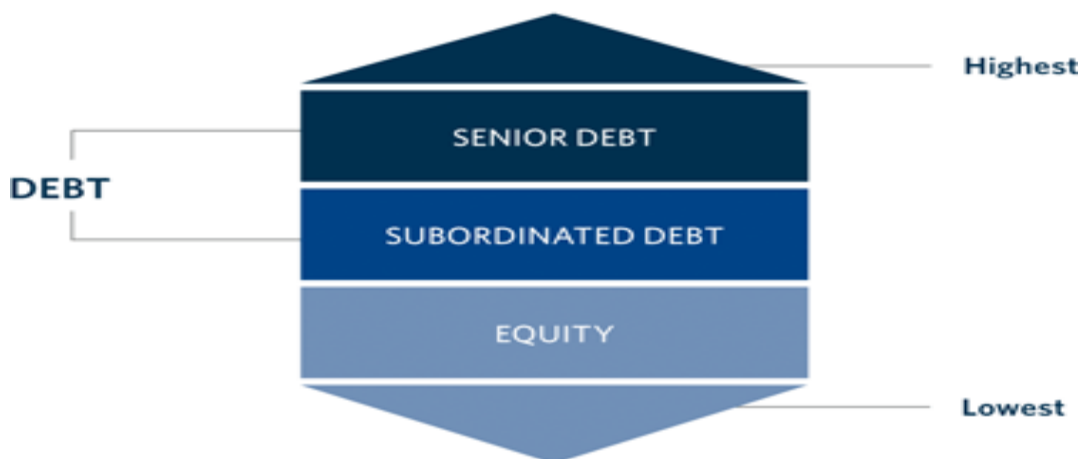 Highest
SENIOR DEBT
DEBT
SUBORDINATED DEBT
EQUITY
Lowest